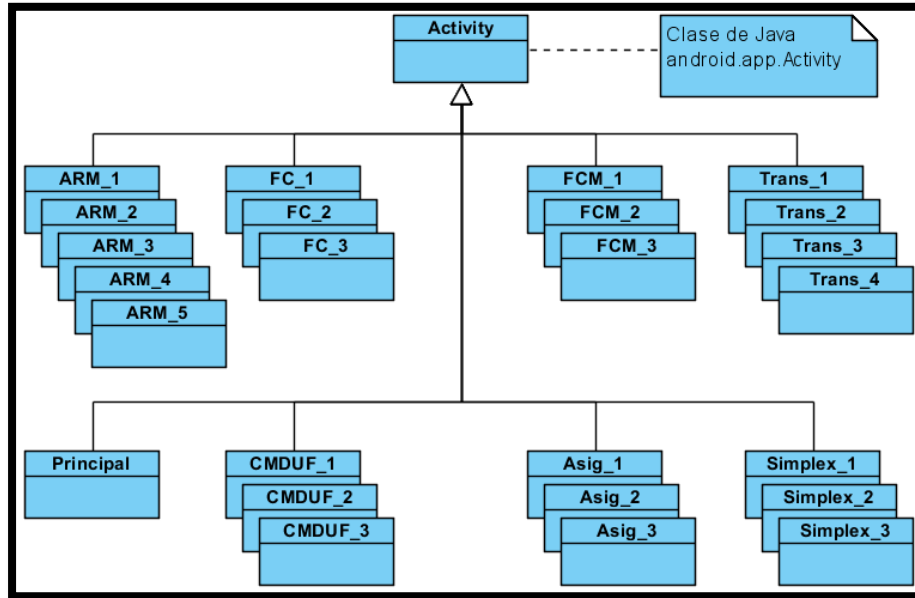 Activity
Clase de Java
android.app.Activity
ARM_1
ARM_2
ARM_3
ARM_4
ARM_5
FC_1
FC_2
FC_3
FCM_1
FCM_2
FCM_3
Trans_1
Trans_2
Trans_3
Trans_4
Principal
CMDUF_1
CMDUF_2
CMDUF_3
Asig_1
Asig_2
Asig_3
Simplex_1
Simplex_2
Simplex_3